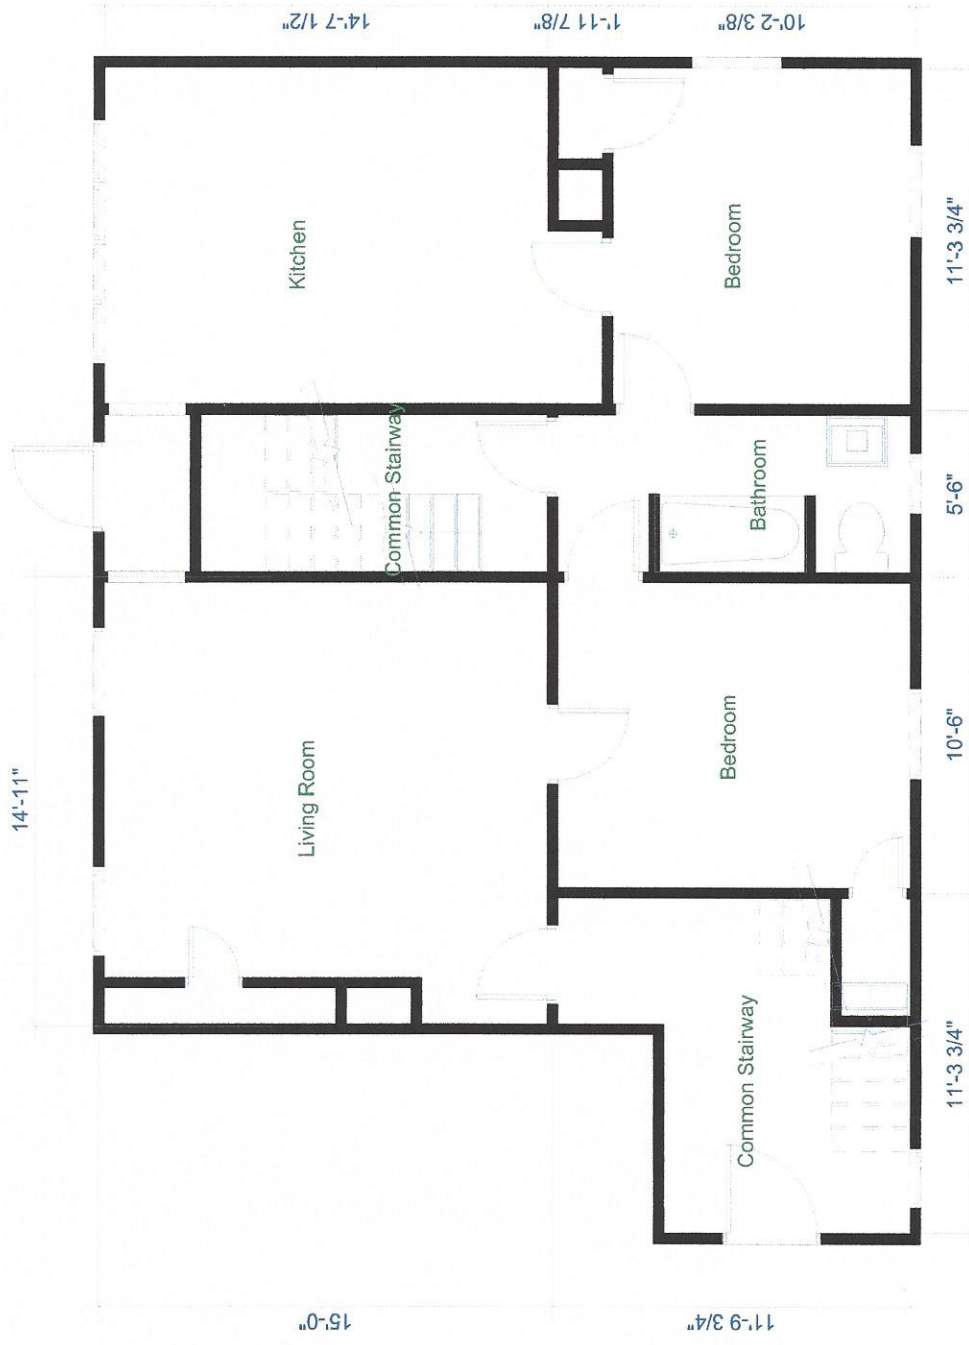 14'-7 1/2"
1'-11 7/8"
10'-2 3/8"
Kitchen
Bedroom
11'-3 3/4"
Common Stairway
Bathroom
5'-6"
14'-11"
Living Room
Bedroom
10'-6"
Common Stairway
11'-3 3/4"
15'-0"
11'-9 3/4"